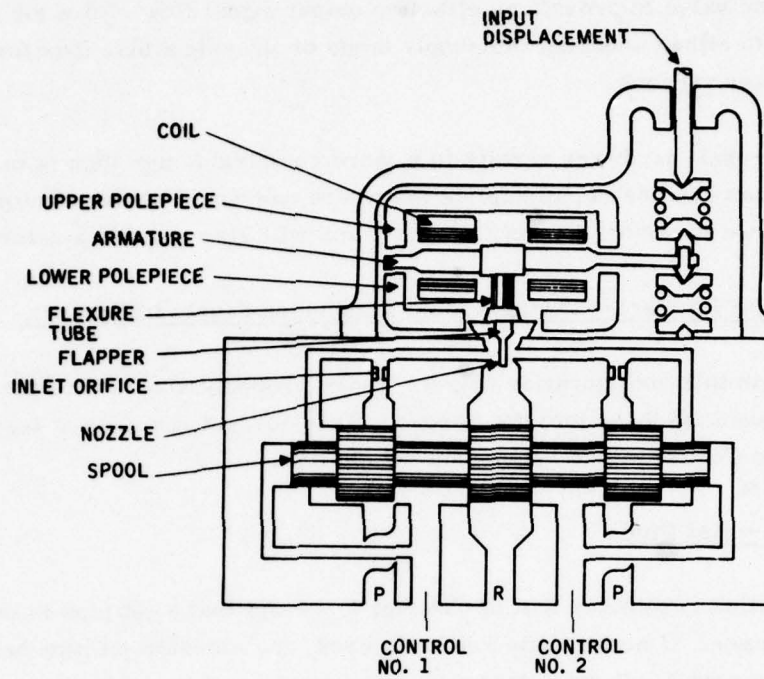 INPUT
DISPLACEMENT
COIL
UPPER POLEPIECE
ARMATURE
LOWER POLEPIECE
FLEXURE
TUBE
FLAPPER
INLET ORIFICE
NOZZLE
SPOOL
P
R
P
CONTROL
NO. 1
CONTROL
NO. 2